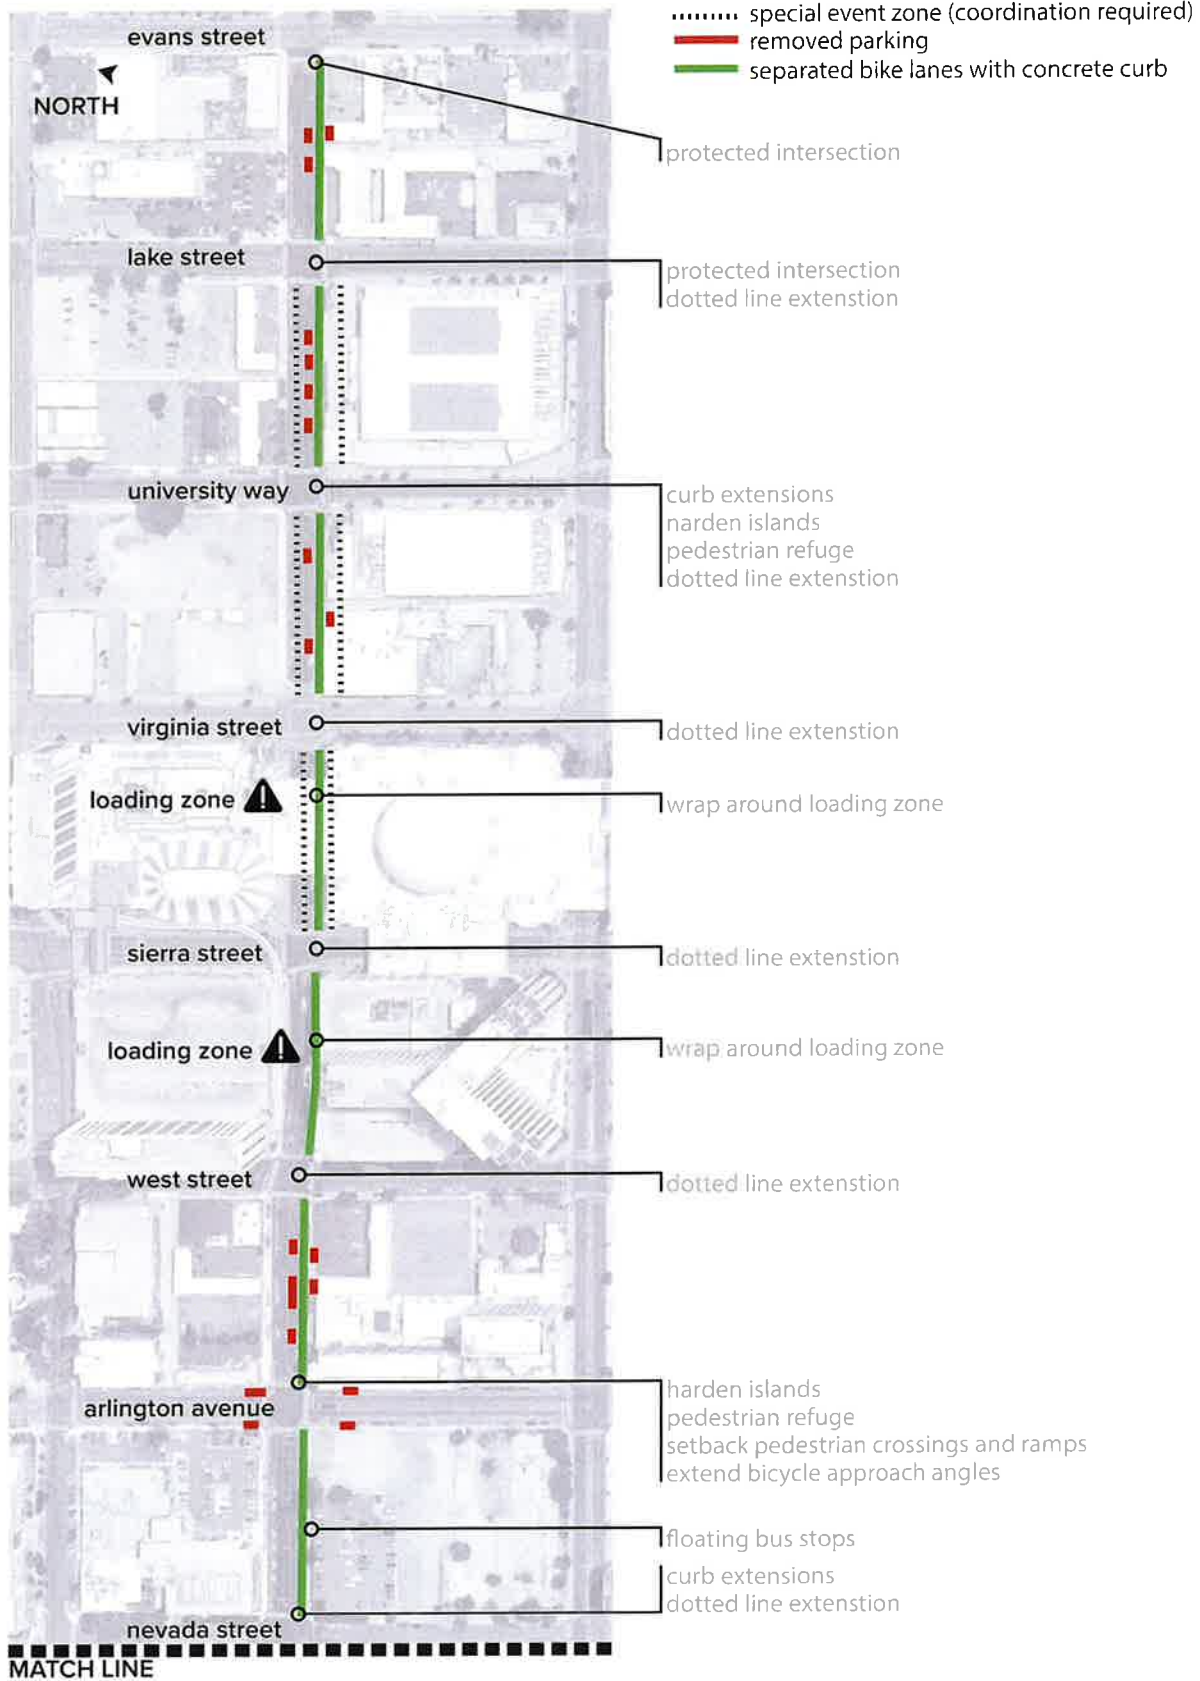 special event zone (coordination required)
removed parking
separated bike lanes with concrete curb
evans street
NORTH
protected intersection
lake street
protected intersection
dotted line extenstion
university way
curb extensions
narden islands
pedestrian refuge
dotted line extenstion
virginia street
dotted line extenstion
loading zone
wrap around loading zone
sierra street
dotted line extenstion
loading zone
wrap around loading zone
west street
dotted line extenstion
arlington avenue
harden islands
pedestrian refuge
setback pedestrian crossings and ramps
extend bicycle approach angles
floating bus stops
curb extensions
dotted line extenstion
nevada street
MATCH LINE